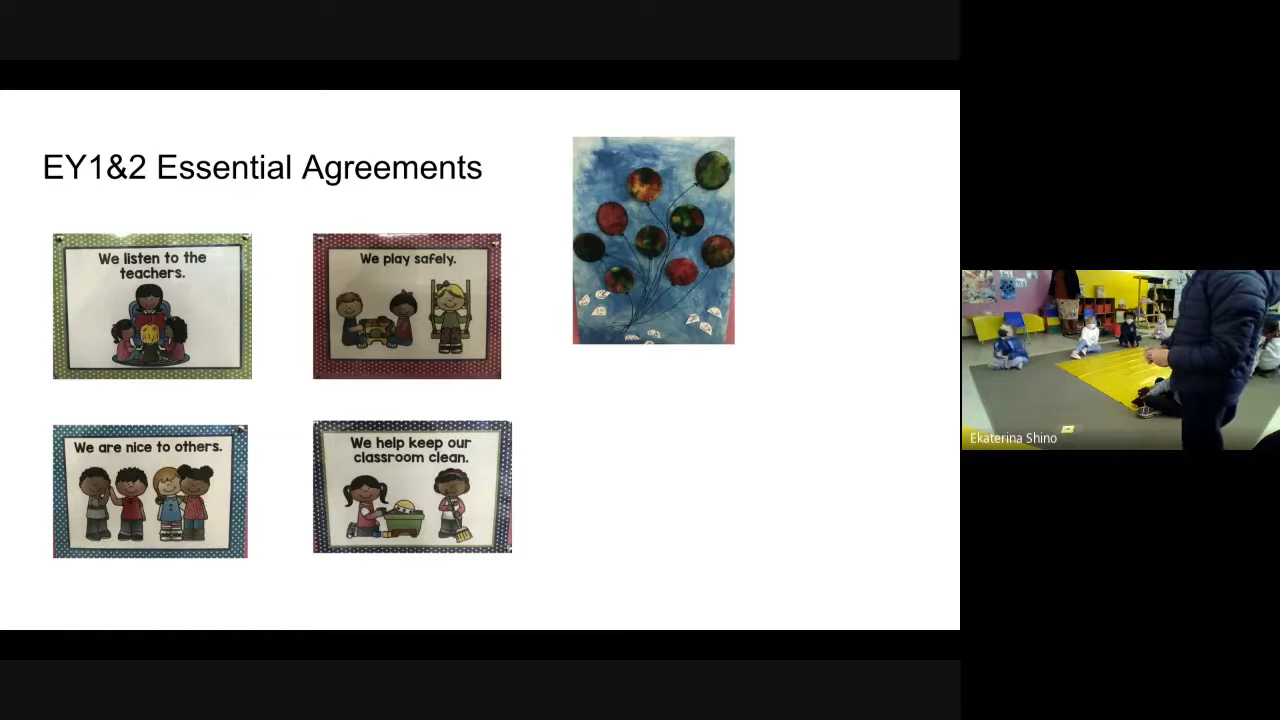 EY1&2 Essential Agreements
We listen to the
teachers.
We play safely.
We are nice to others.
We help keep our
classroom clean.
Ekaterina Shino